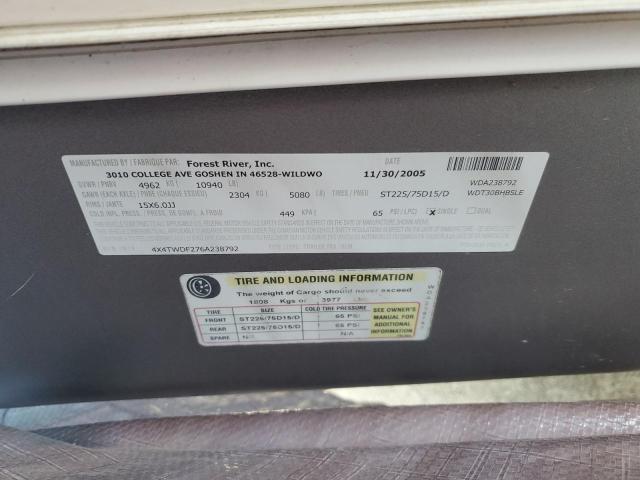 MANUFACTURED BY / FABRIQUE PAR: Forest River, Inc. DATE
3010 COLLEGE AVE GOSHEN IN 46528-WILDWO 11/30/2005 WDA238792
GVWR / PNBV 4962 KG ( 10940 LB)
GAWR (EACH AXLE) / PNBE (CHAQUE ESSIEU) 2304 KG ( 5080 LB) TIRES / PNEU ST225/75D15/D WDT30BHBSLE
RIMS / JANTE 15X6.0JJ
COLD INFL. PRESS. / PR. DE GONFL. A FROID 449 KPA ( 65 PSI / LPC) X SINGLE DUAL
4X4TWDF276A238792
TIRE AND LOADING INFORMATION
The weight of Cargo should never exceed
1808 Kgs or 3977
TIRE SIZE COLD TIRE PRESSURE SEE OWNER'S MANUAL FOR ADDITIONAL INFORMATION
FRONT ST225/75D15/D 65 PSI
REAR ST225/75D15/D 65 PSI
SPARE N/A